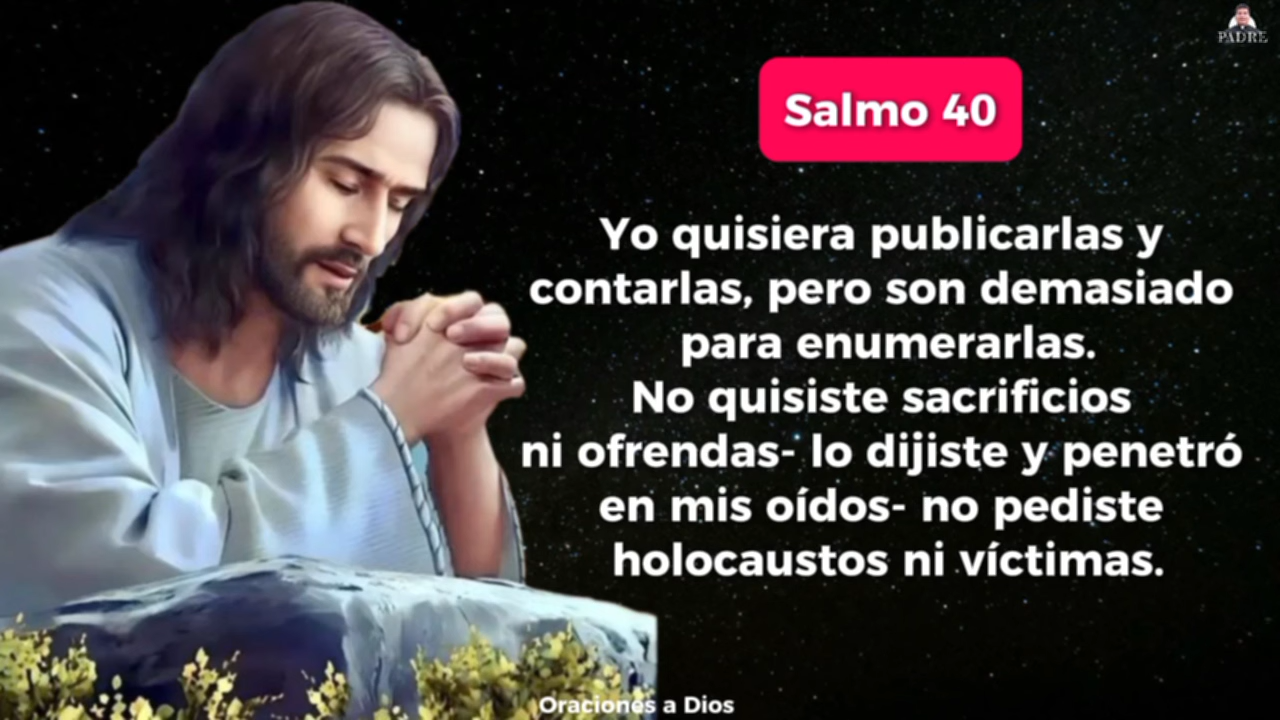 PADRE
Salmo 40
Yo quisiera publicarlas y
contarlas, pero son demasiado
para enumerarlas.
No quisiste sacrificios
ni ofrendas- lo dijiste y penetró
en mis oídos- no pediste
holocaustos ni víctimas.
Oraciones a Dios